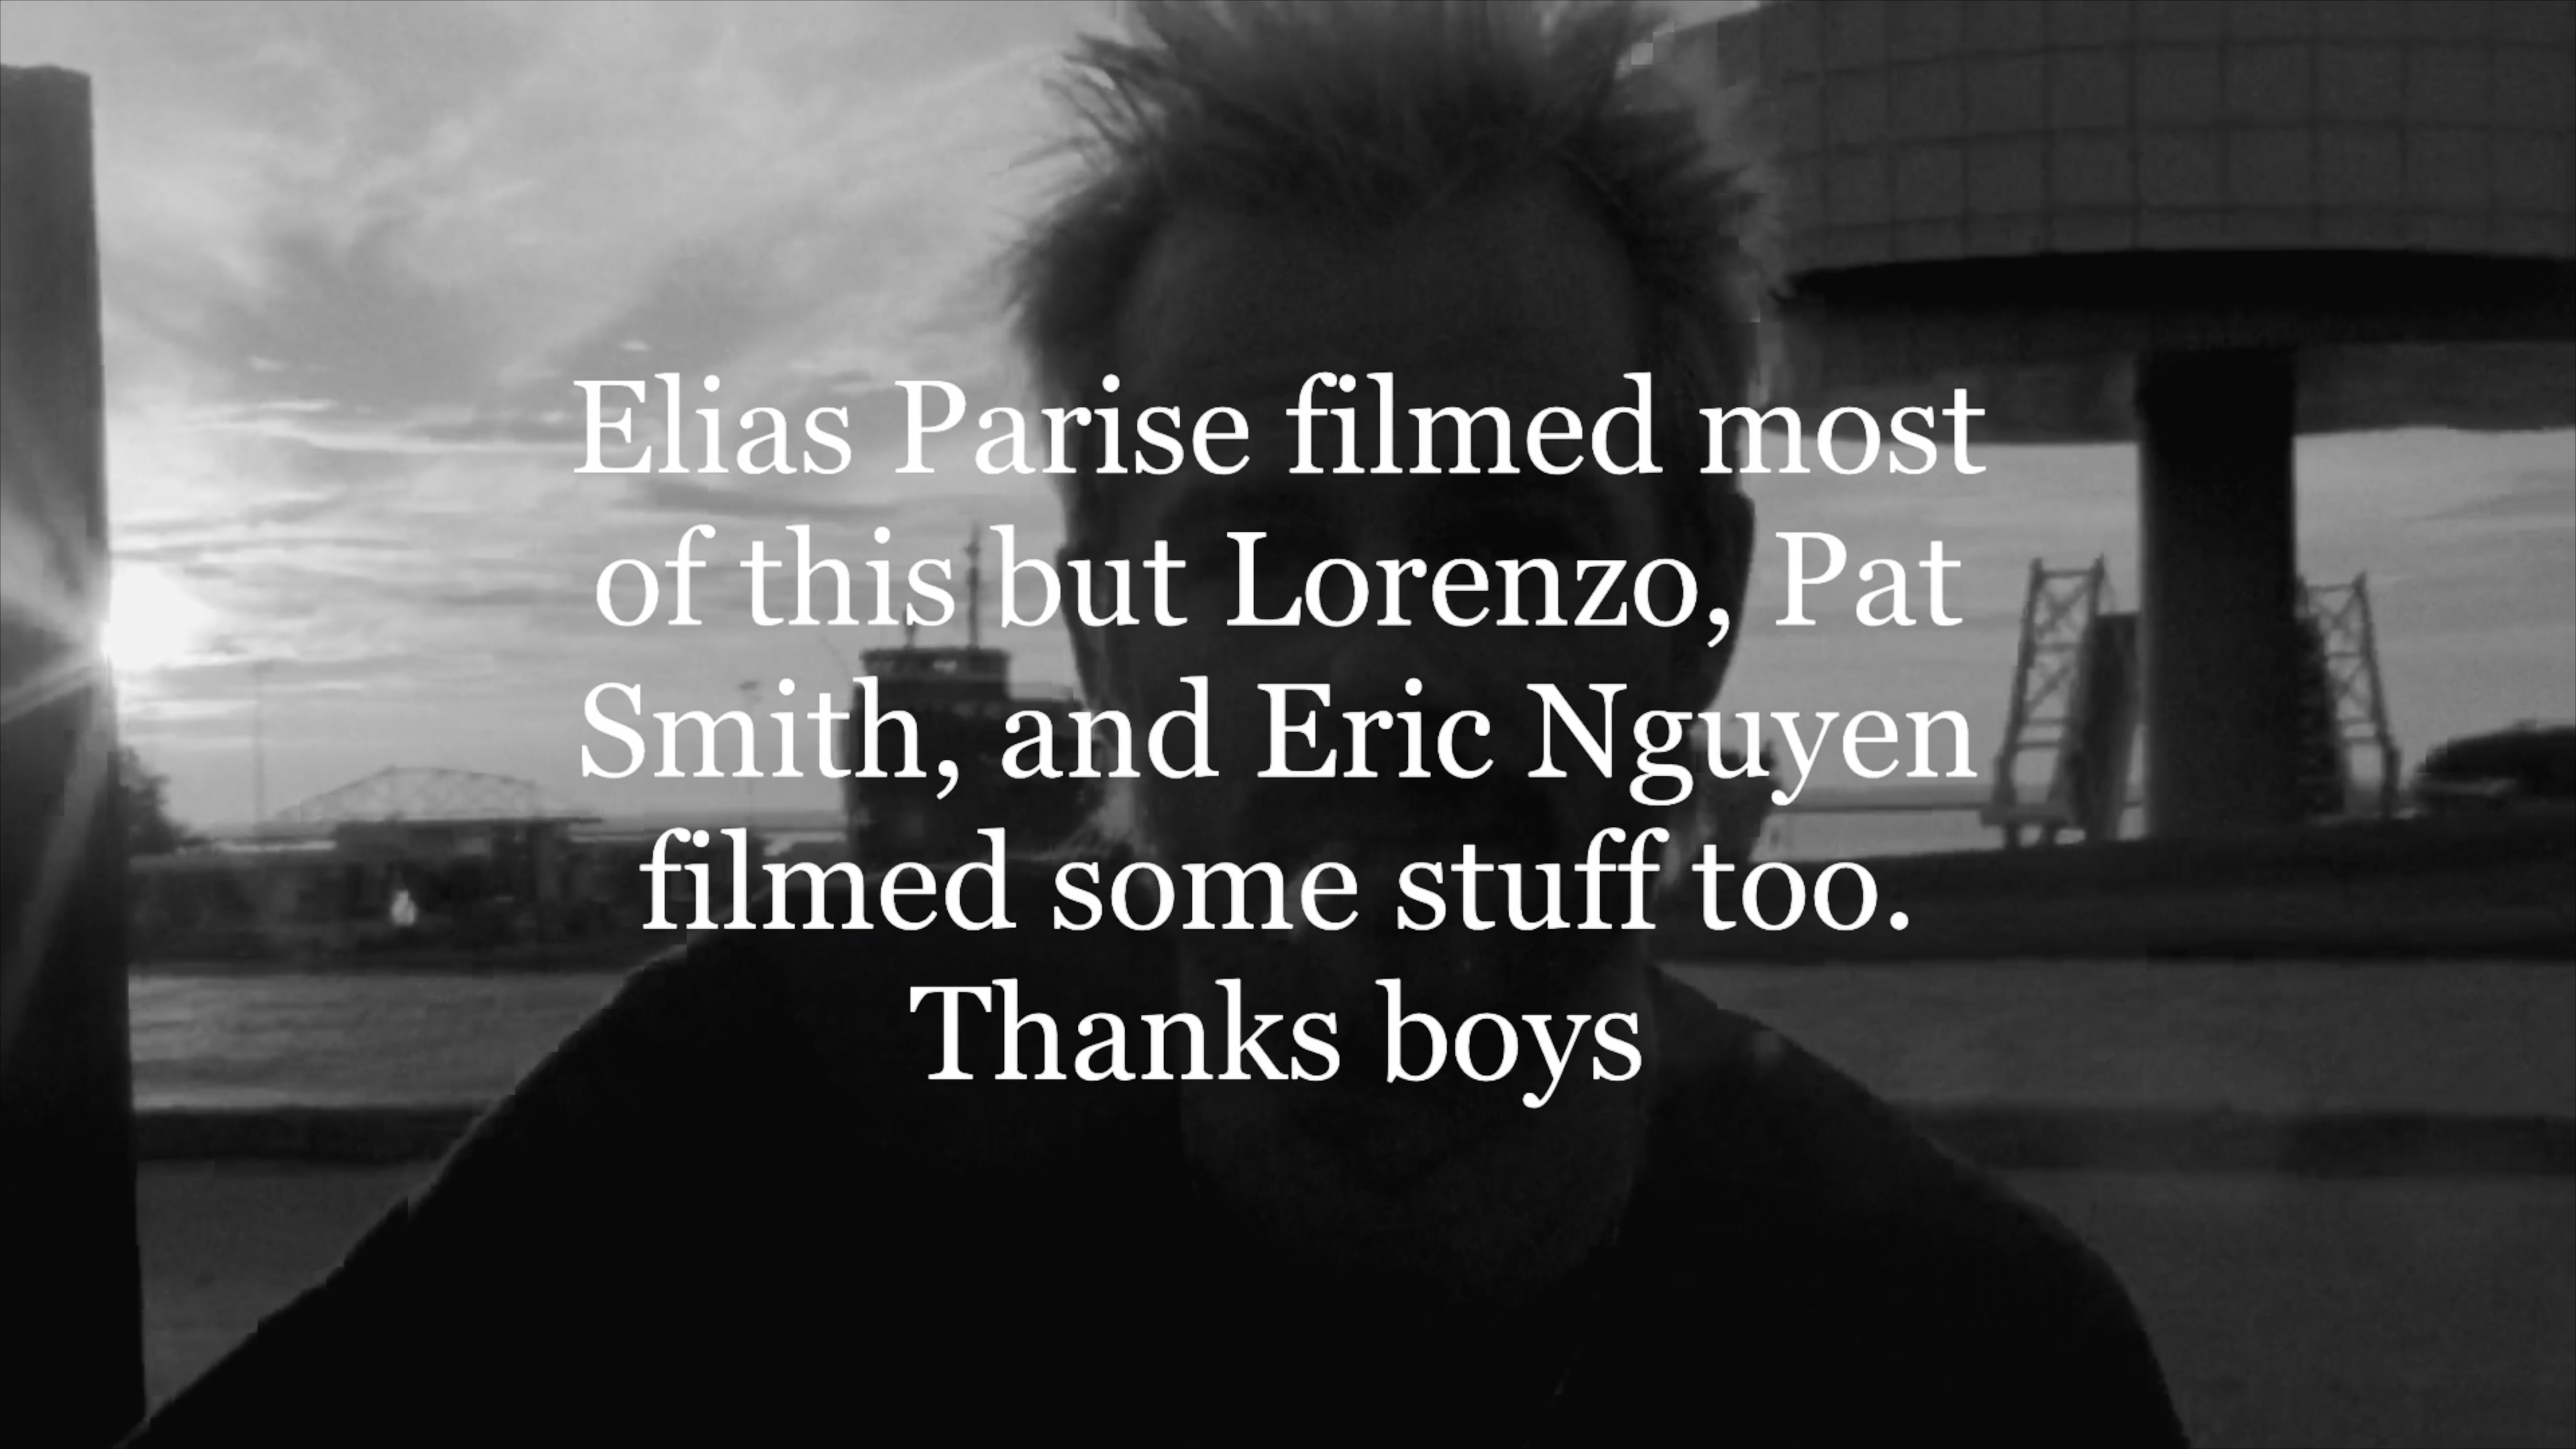 Elias Parise filmed most
of this but Lorenzo, Pat
Smith, and Eric Nguyen
filmed some stuff too.
Thanks boys